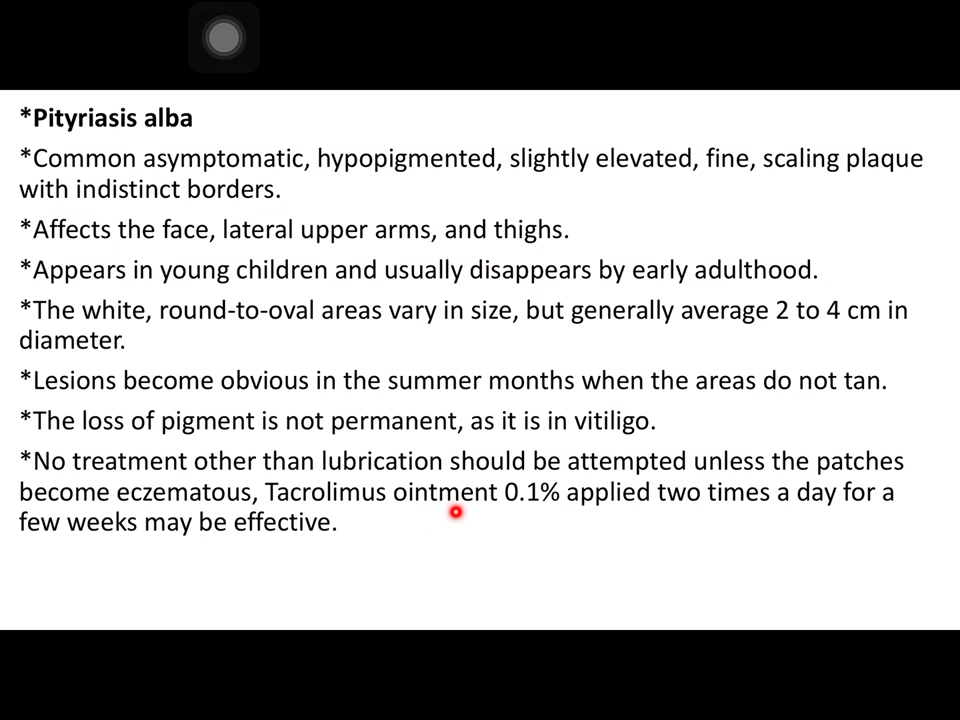 *Pityriasis alba
*Common asymptomatic, hypopigmented, slightly elevated, fine, scaling plaque
with indistinct borders.
*Affects the face, lateral upper arms, and thighs.
*Appears in young children and usually disappears by early adulthood.
*The white, round-to-oval areas vary in size, but generally average 2 to 4 cm in
diameter.
*Lesions become obvious in the summer months when the areas do not tan.
*The loss of pigment is not permanent, as it is in vitiligo.
*No treatment other than lubrication should be attempted unless the patches
become eczematous, Tacrolimus ointment 0.1% applied two times a day for a
few weeks may be effective.